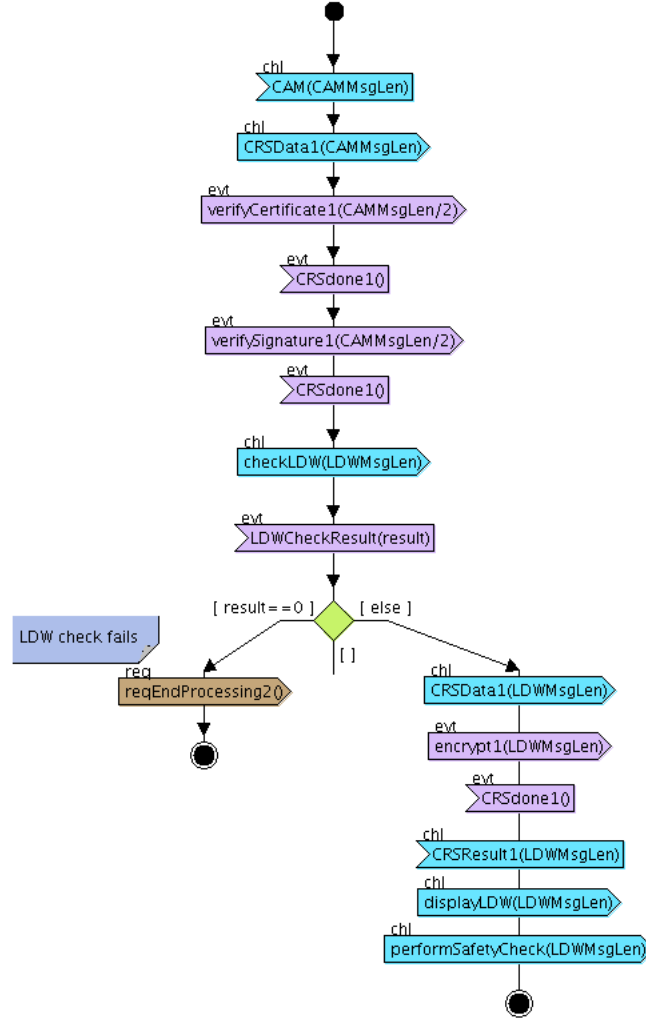 chl
CAM(CAMMsgLen)
chl
CRSData1(CAMMsgLen)
evt
verifyCertificate1(CAMMsgLen/2)
evt
CRSdone1()
evt
verifySignature1(CAMMsgLen/2)
evt
CRSdone1()
chl
checkLDW(LDWMsgLen)
evt
LDWCheckResult(result)
[ result==0 ]
[ else ]
[ ]
LDW check fails
req
reqEndProcessing2()
chl
CRSData1(LDWMsgLen)
evt
encrypt1(LDWMsgLen)
evt
CRSdone1()
chl
CRSResult1(LDWMsgLen)
chl
displayLDW(LDWMsgLen)
chl
performSafetyCheck(LDWMsgLen)